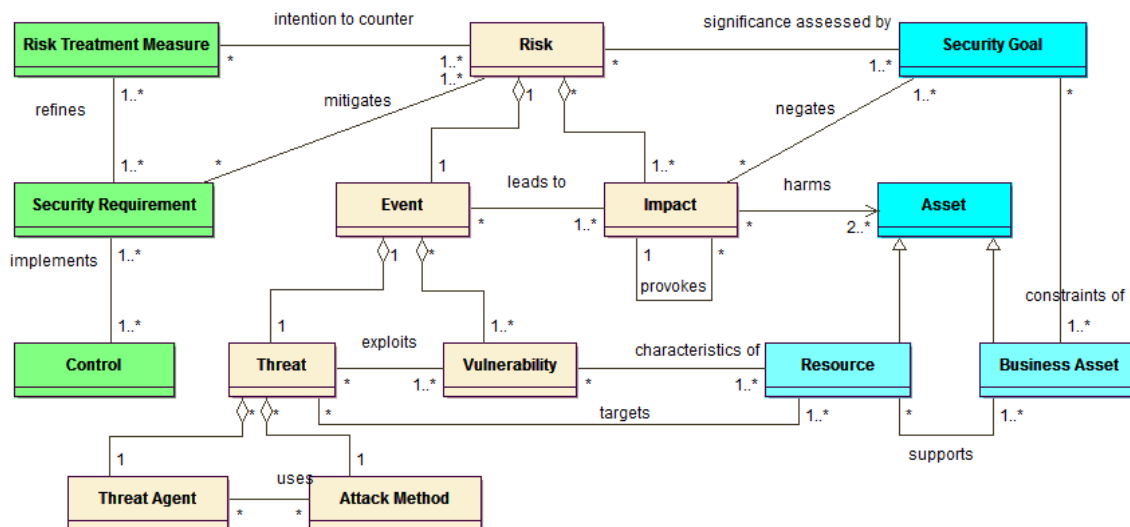 intention to counter
significance assessed by
Risk Treatment Measure
Risk
Security Goal
*
1..*
*
1..*
1..*
1..*
1
*
1..*
*
refines
mitigates
negates
1..*
*
1
1..*
*
leads to
harms
Security Requirement
Event
Impact
Asset
*
1..*
*
2..*
implements
1..*
1
*
1
*
provokes
constraints of
1..*
1
1..*
1..*
exploits
characteristics of
Control
Threat
Vulnerability
Resource
Business Asset
*
1..*
*
1..*
*
*
*
targets
1..*
*
1..*
supports
1
1
uses
Threat Agent
Attack Method
*
*